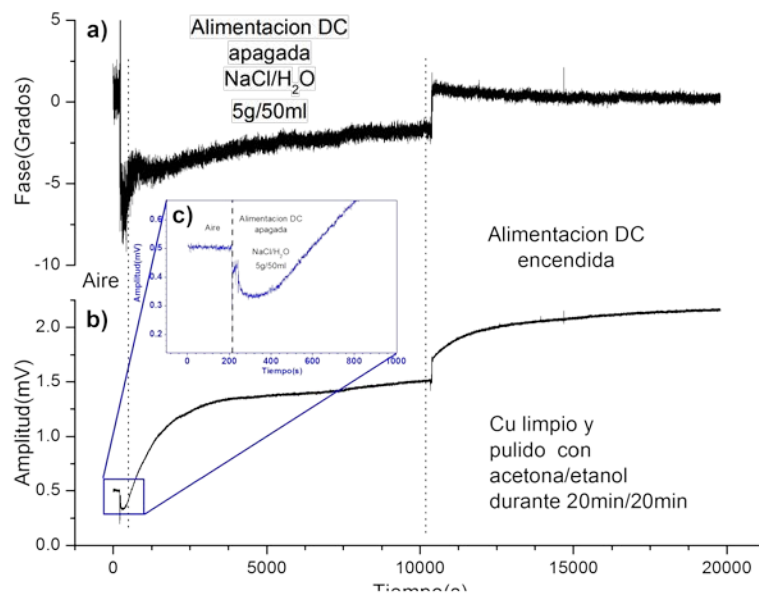 a)
Alimentacion DC
apagada
NaCl/H₂O
5g/50ml
5
0
-5
-10
Fase(Grados)
Aire
c)
Aire
Alimentacion DC
apagada
NaCl/H₂O
5g/50ml
0.6
0.5
0.4
0.3
0.2
Amplitud(mV)
0
200
400
600
800
1000
Tiempo(s)
Alimentacion DC
encendida
b)
2.0
1.5
1.0
0.5
0.0
Amplitud(mV)
Cu limpio y
pulido con
acetona/etanol
durante 20min/20min
0
5000
10000
15000
20000
Tiempo(s)